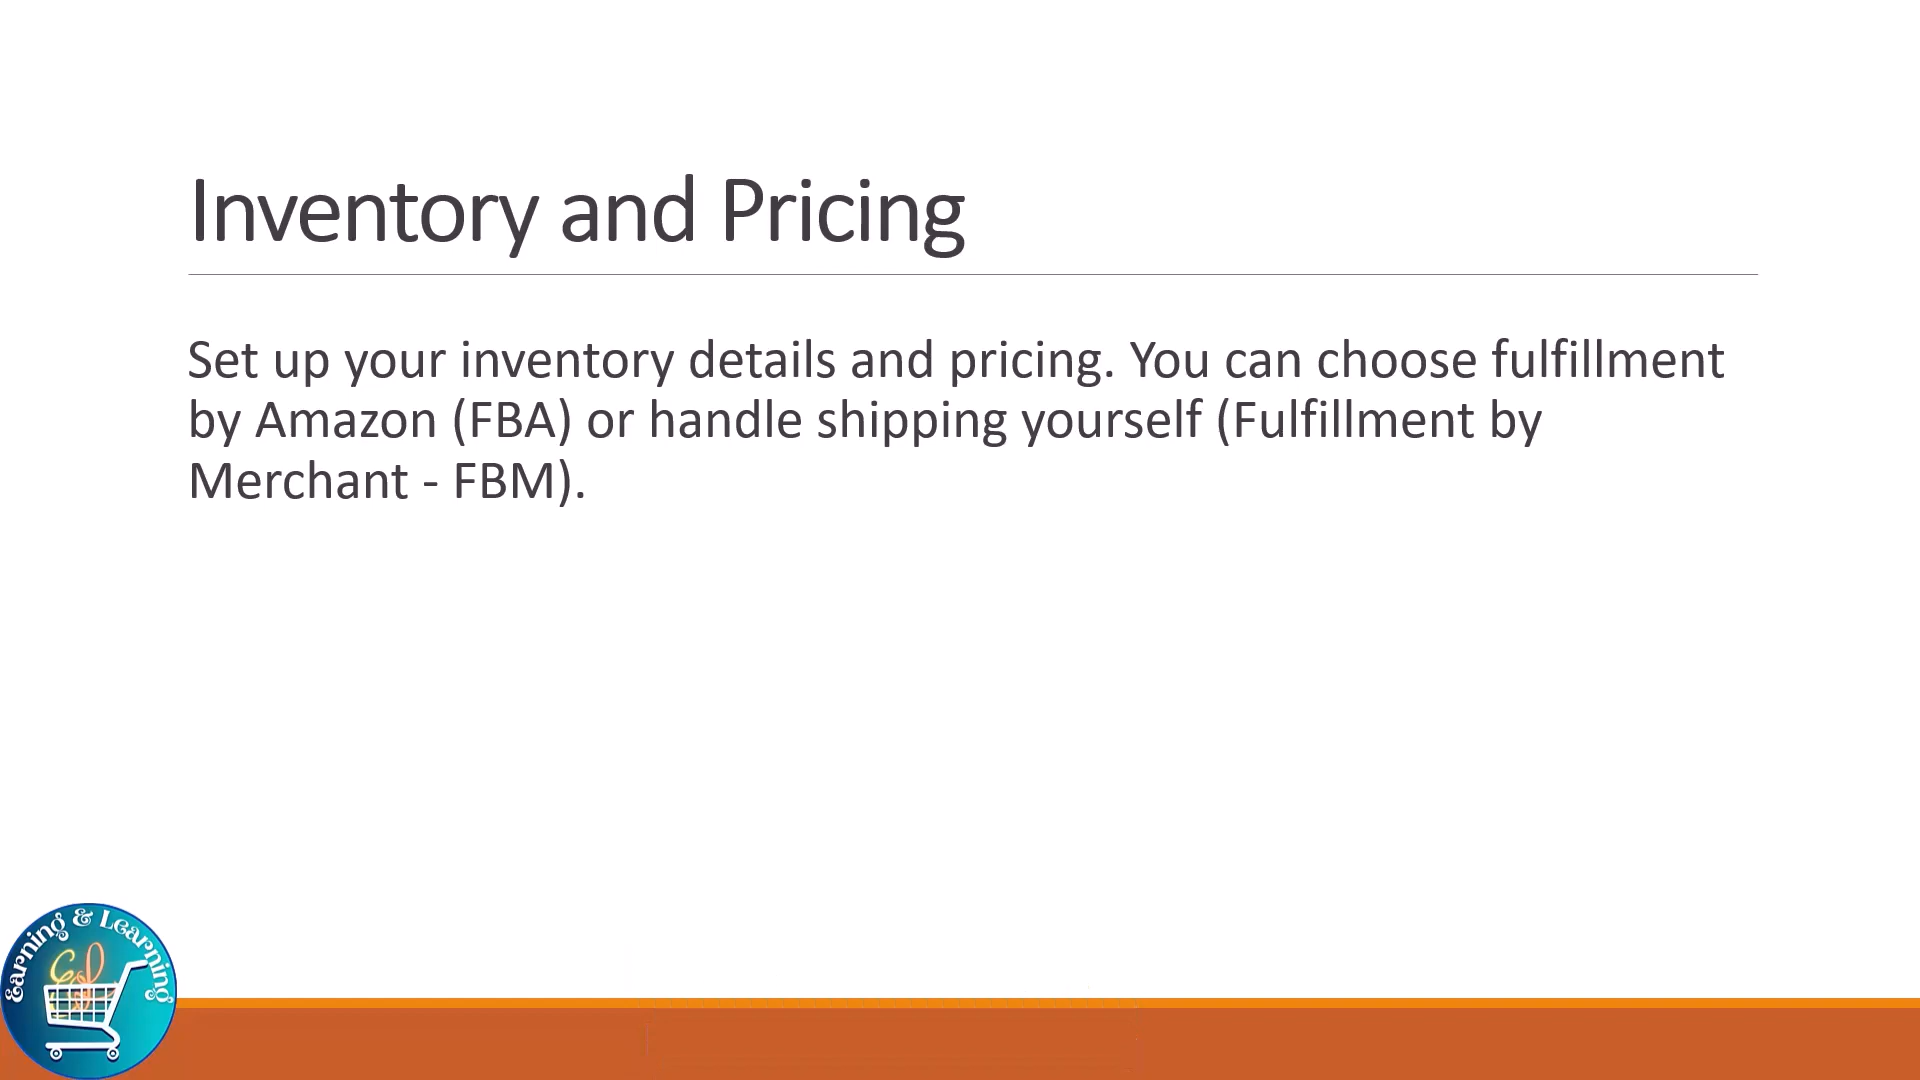 Inventory and Pricing
Set up your inventory details and pricing. You can choose fulfillment
by Amazon (FBA) or handle shipping yourself (Fulfillment by
Merchant - FBM).
Earning & Learning